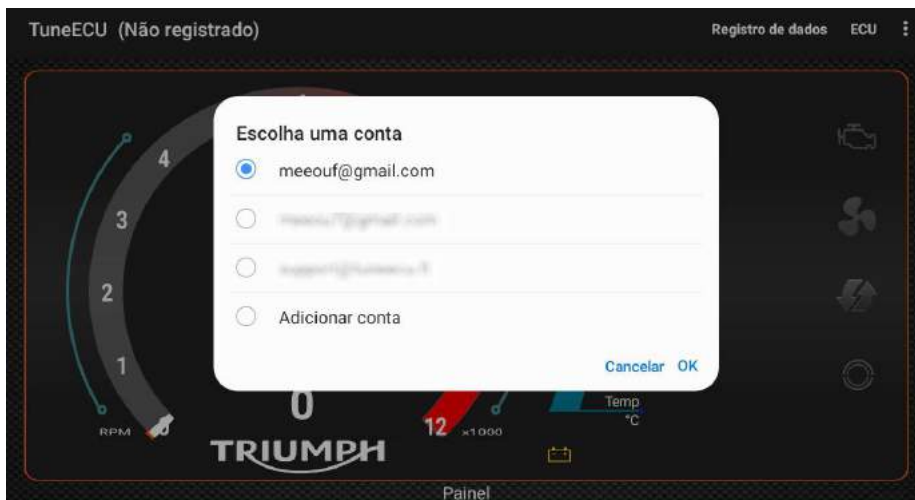 TuneECU (Não registrado)
Registro de dados ECU
Escolha uma conta
meeouf@gmail.com
Adicionar conta
Cancelar OK
4
3
2
1
0
RPM
12 x1000
Temp
°C
TRIUMPH
Painel